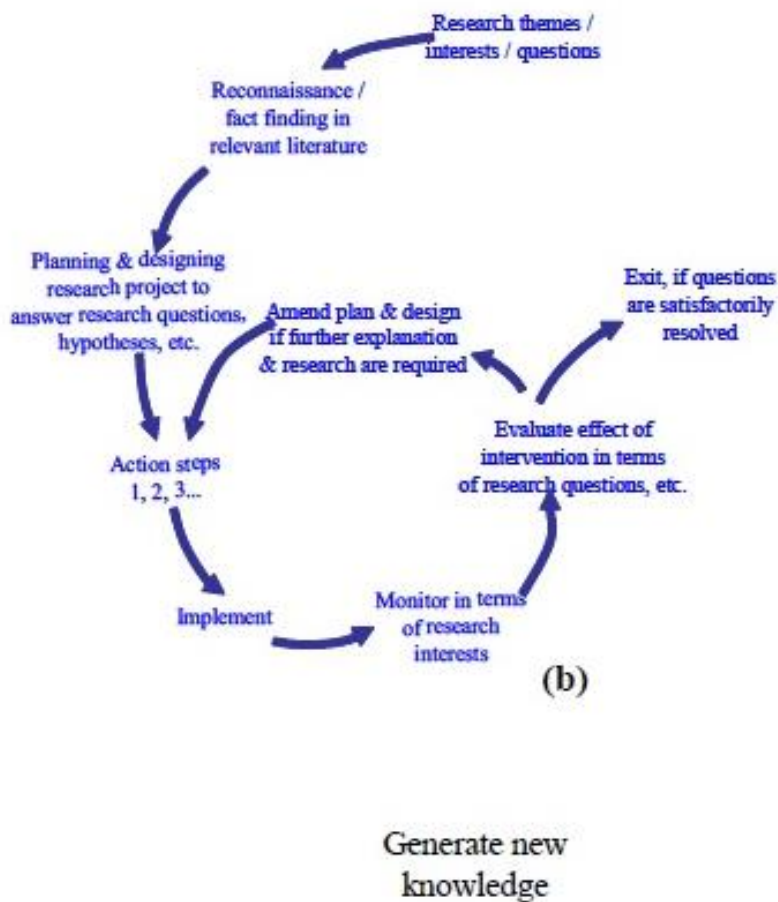 Research themes /
interests / questions
Reconnaissance /
fact finding in
relevant literature
Planning & designing
research project to
answer research questions,
hypotheses, etc.
Amend plan & design
if further explanation
& research are required
Exit, if questions
are satisfactorily
resolved
Evaluate effect of
intervention in terms
of research questions, etc.
Action steps
1, 2, 3...
Implement
Monitor in terms
of research
interests
(b)
Generate new
knowledge